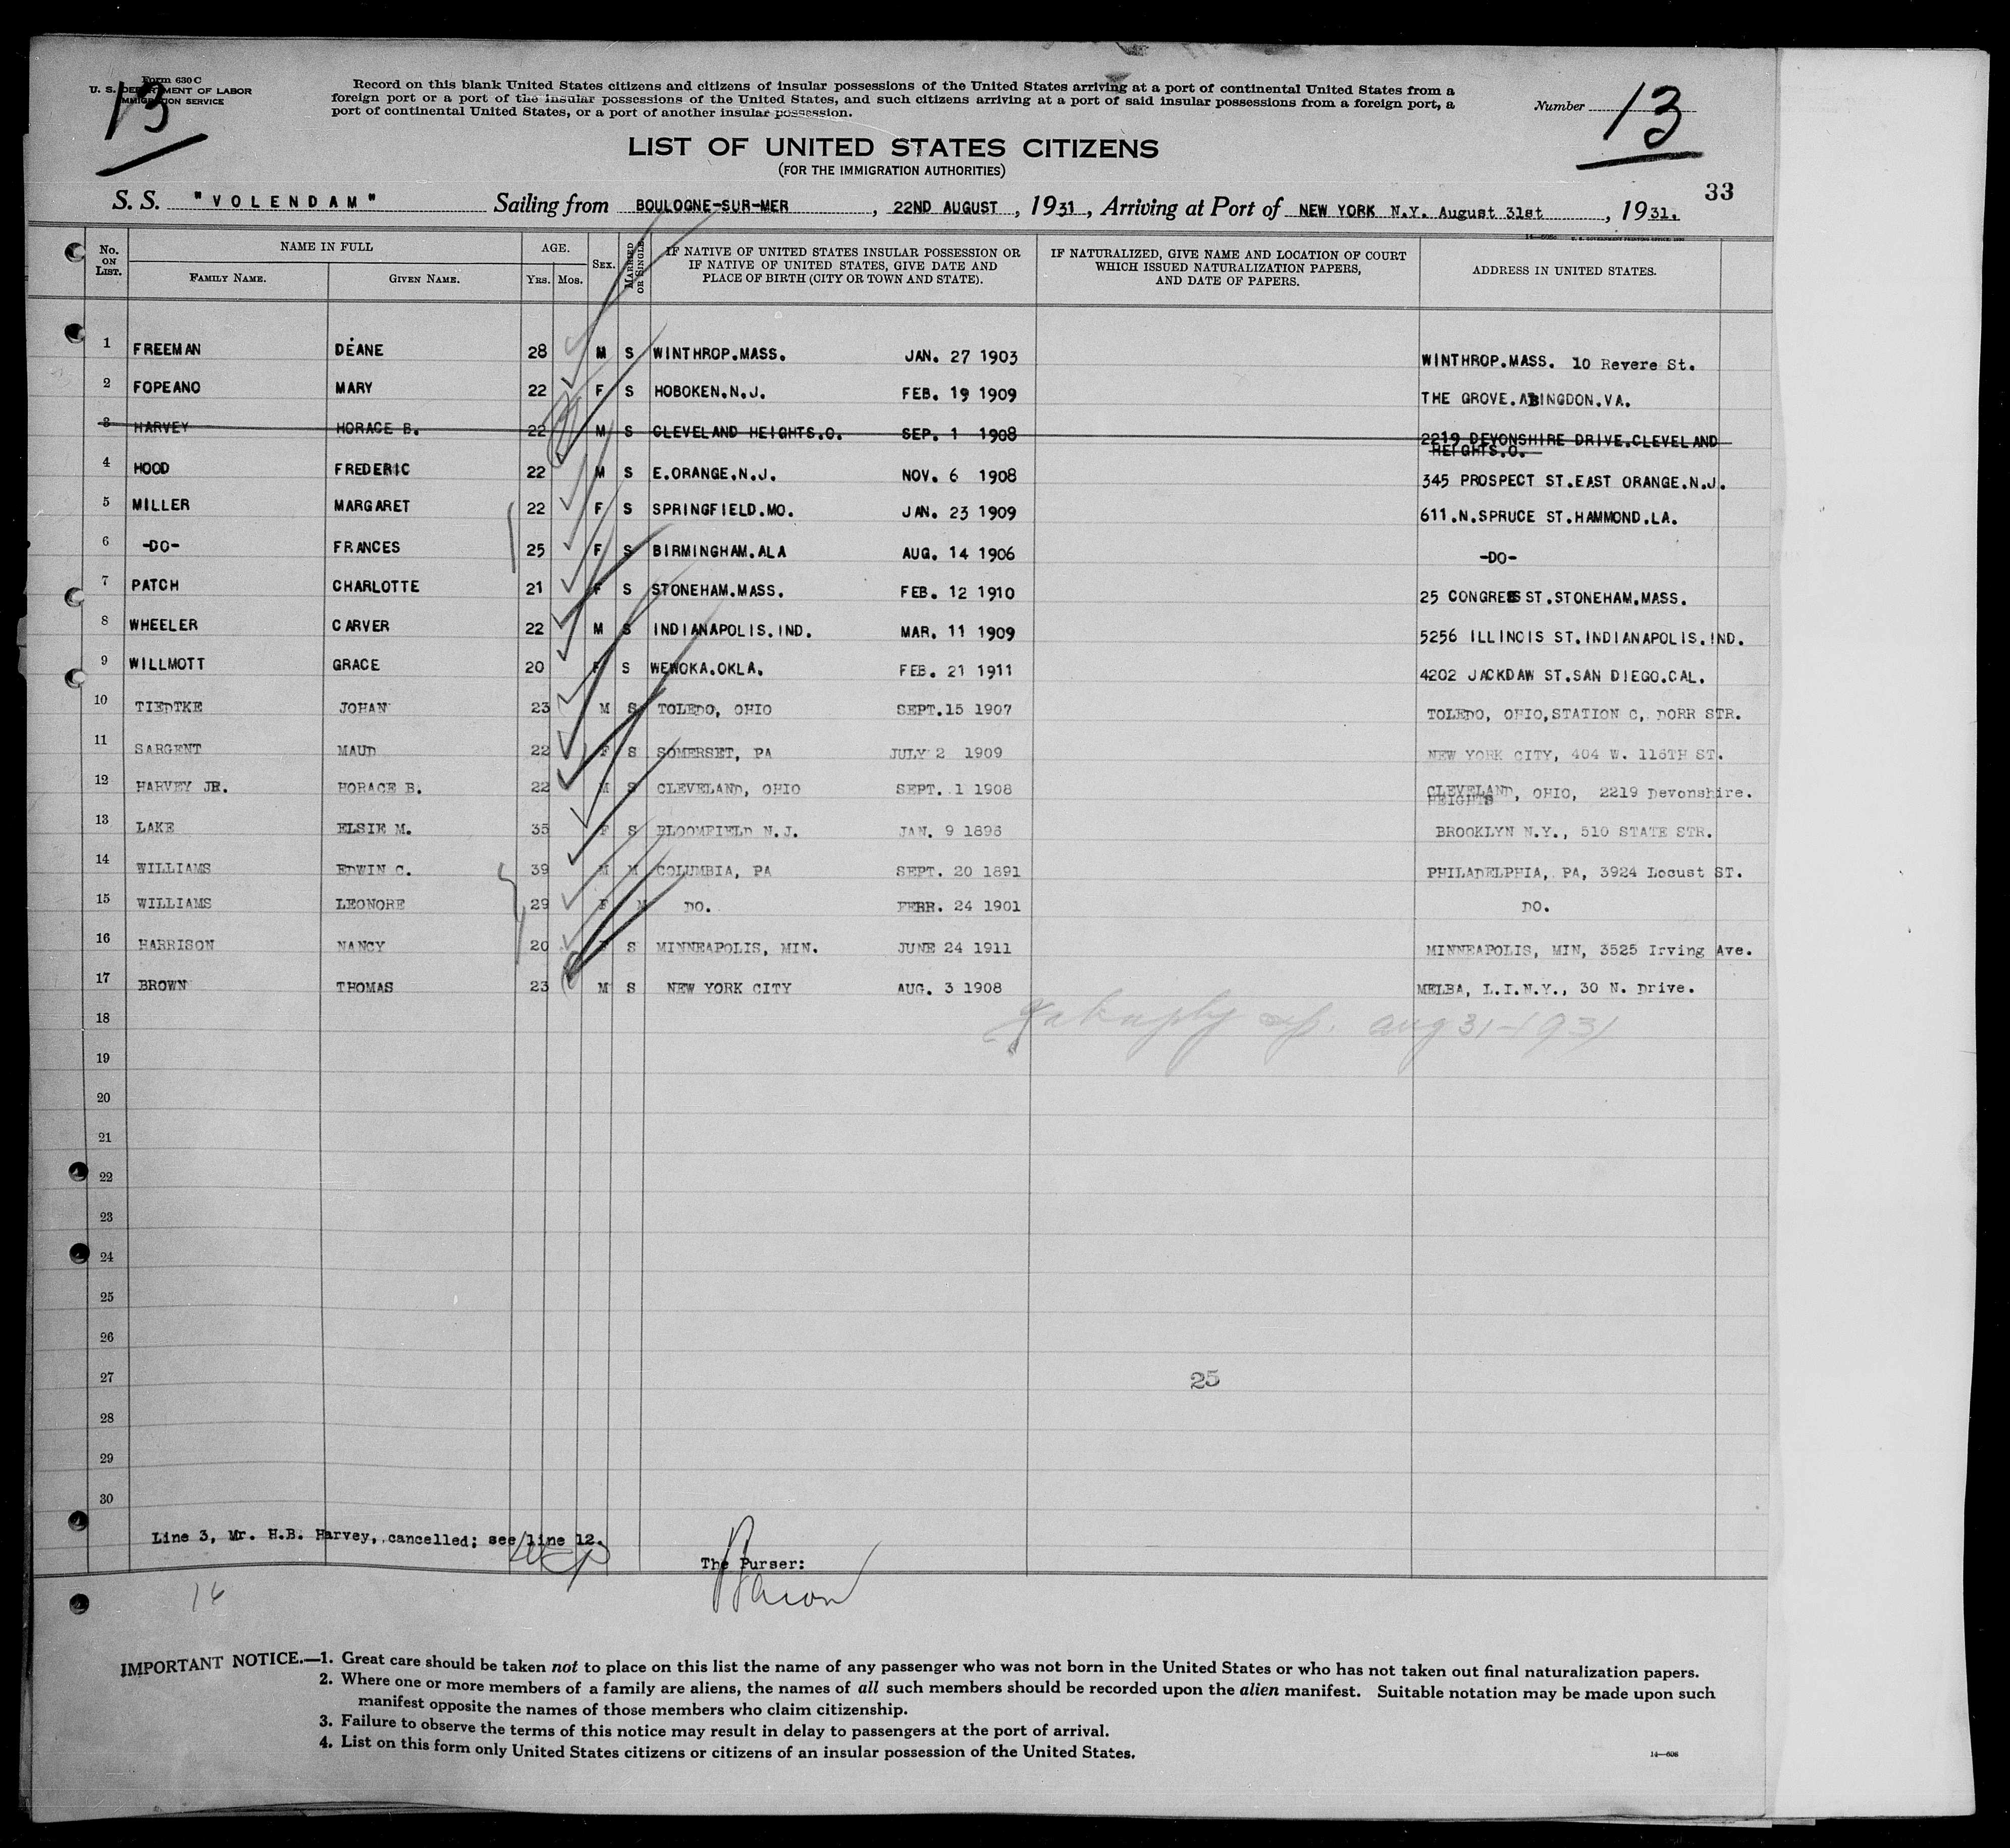 Form 630 C
U. S. DEPARTMENT OF LABOR
IMMIGRATION SERVICE
13
Record on this blank United States citizens and citizens of insular possessions of the United States arriving at a port of continental United States from a
foreign port or a port of the insular possessions of the United States, and such citizens arriving at a port of said insular possessions from a foreign port, a
port of continental United States, or a port of another insular possession.
Number 13
LIST OF UNITED STATES CITIZENS
(FOR THE IMMIGRATION AUTHORITIES)
33
S. S. "VOLENDAM" Sailing from BOULOGNE-SUR-MER, 22ND AUGUST, 1931, Arriving at Port of NEW YORK N.Y. August 31st, 1931.
No. ON LIST. NAME IN FULL AGE. SEX. MARRIED OR SINGLE IF NATIVE OF UNITED STATES INSULAR POSSESSION OR IF NATIVE OF UNITED STATES, GIVE DATE AND PLACE OF BIRTH (CITY OR TOWN AND STATE). IF NATURALIZED, GIVE NAME AND LOCATION OF COURT WHICH ISSUED NATURALIZATION PAPERS, AND DATE OF PAPERS. ADDRESS IN UNITED STATES.
FAMILY NAME. GIVEN NAME. YRS. MOS.
1 FREEMAN DEANE 28 M S WINTHROP.MASS. JAN. 27 1903 WINTHROP.MASS. 10 Revere St.
2 FOPEANO MARY 22 F S HOBOKEN.N.J. FEB. 19 1909 THE GROVE.ABINGDON.VA.
3 HARVEY HORACE B. 22 M S CLEVELAND HEIGHTS.O. SEP. 1 1908 2219 DEVONSHIRE DRIVE.CLEVELAND
HEIGHTS.O.
4 HOOD FREDERIC 22 M S E.ORANGE.N.J. NOV. 6 1908 345 PROSPECT ST.EAST ORANGE.N.J.
5 MILLER MARGARET 22 F S SPRINGFIELD.MO. JAN. 23 1909 611.N.SPRUCE ST.HAMMOND.LA.
6 -DO- FRANCES 25 F S BIRMINGHAM.ALA AUG. 14 1906 -DO-
7 PATCH CHARLOTTE 21 F S STONEHAM.MASS. FEB. 12 1910 25 CONGRESS ST.STONEHAM.MASS.
8 WHEELER CARVER 22 M S INDIANAPOLIS.IND. MAR. 11 1909 5256 ILLINOIS ST.INDIANAPOLIS.IND.
9 WILLMOTT GRACE 20 F S WEWOKA.OKLA. FEB. 21 1911 4202 JACKDAW ST.SAN DIEGO.CAL.
10 TIEDTKE JOHAN 23 M S TOLEDO, OHIO SEPT.15 1907 TOLEDO, OHIO,STATION C, DORR STR.
11 SARGENT MAUD 22 F S SOMERSET, PA JULY 2 1909 NEW YORK CITY, 404 W. 116TH ST.
12 HARVEY JR. HORACE B. 22 M S CLEVELAND, OHIO SEPT. 1 1908 CLEVELAND, OHIO, 2219 Devonshire.
HEIGHTS
13 LAKE ELSIE M. 35 F S BLOOMFIELD N.J. JAN. 9 1896 BROOKLYN N.Y., 510 STATE STR.
14 WILLIAMS EDWIN C. 39 M M COLUMBIA, PA SEPT. 20 1891 PHILADELPHIA, PA, 3924 Locust ST.
15 WILLIAMS LEONORE 29 F M DO. FEBR. 24 1901 DO.
16 HARRISON NANCY 20 F S MINNEAPOLIS, MIN. JUNE 24 1911 MINNEAPOLIS, MIN, 3525 Irving Ave.
17 BROWN THOMAS 23 M S NEW YORK CITY AUG. 3 1908 MELBA, L.I.N.Y., 30 N. Drive.
18 Aug 31-1931
19
20
21
22
23
24
25
26
27 25
28
29
30
Line 3, Mr. H.B. Harvey, cancelled; see line 12.
The Purser:
16
IMPORTANT NOTICE.—1. Great care should be taken not to place on this list the name of any passenger who was not born in the United States or who has not taken out final naturalization papers.
2. Where one or more members of a family are aliens, the names of all such members should be recorded upon the alien manifest. Suitable notation may be made upon such
manifest opposite the names of those members who claim citizenship.
3. Failure to observe the terms of this notice may result in delay to passengers at the port of arrival.
4. List on this form only United States citizens or citizens of an insular possession of the United States.
14—608